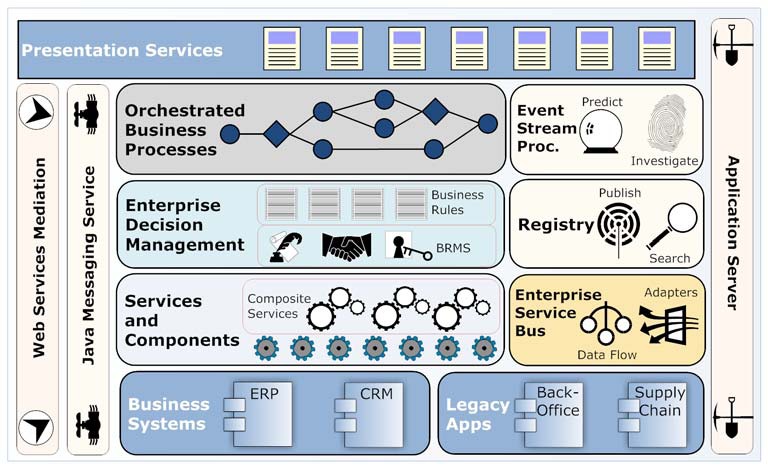 Presentation Services
Web Services Mediation
Java Messaging Service
Orchestrated
Business
Processes
Event
Stream
Proc.
Predict
Investigate
Enterprise
Decision
Management
Business
Rules
BRMS
Registry
Publish
Search
Services
and
Components
Composite
Services
Enterprise
Service
Bus
Adapters
Data Flow
Business
Systems
ERP
CRM
Legacy
Apps
Back-
Office
Supply
Chain
Application Server